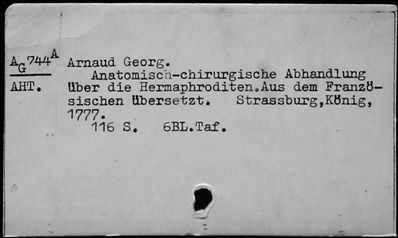 AG744A Arnaud Georg.
Anatomisch-chirurgische Abhandlung
AHT. über die Hermaphroditen.Aus dem Franzö-
sischen übersetzt. Strassburg,König,
1777.
116 S. 6BL.Taf.